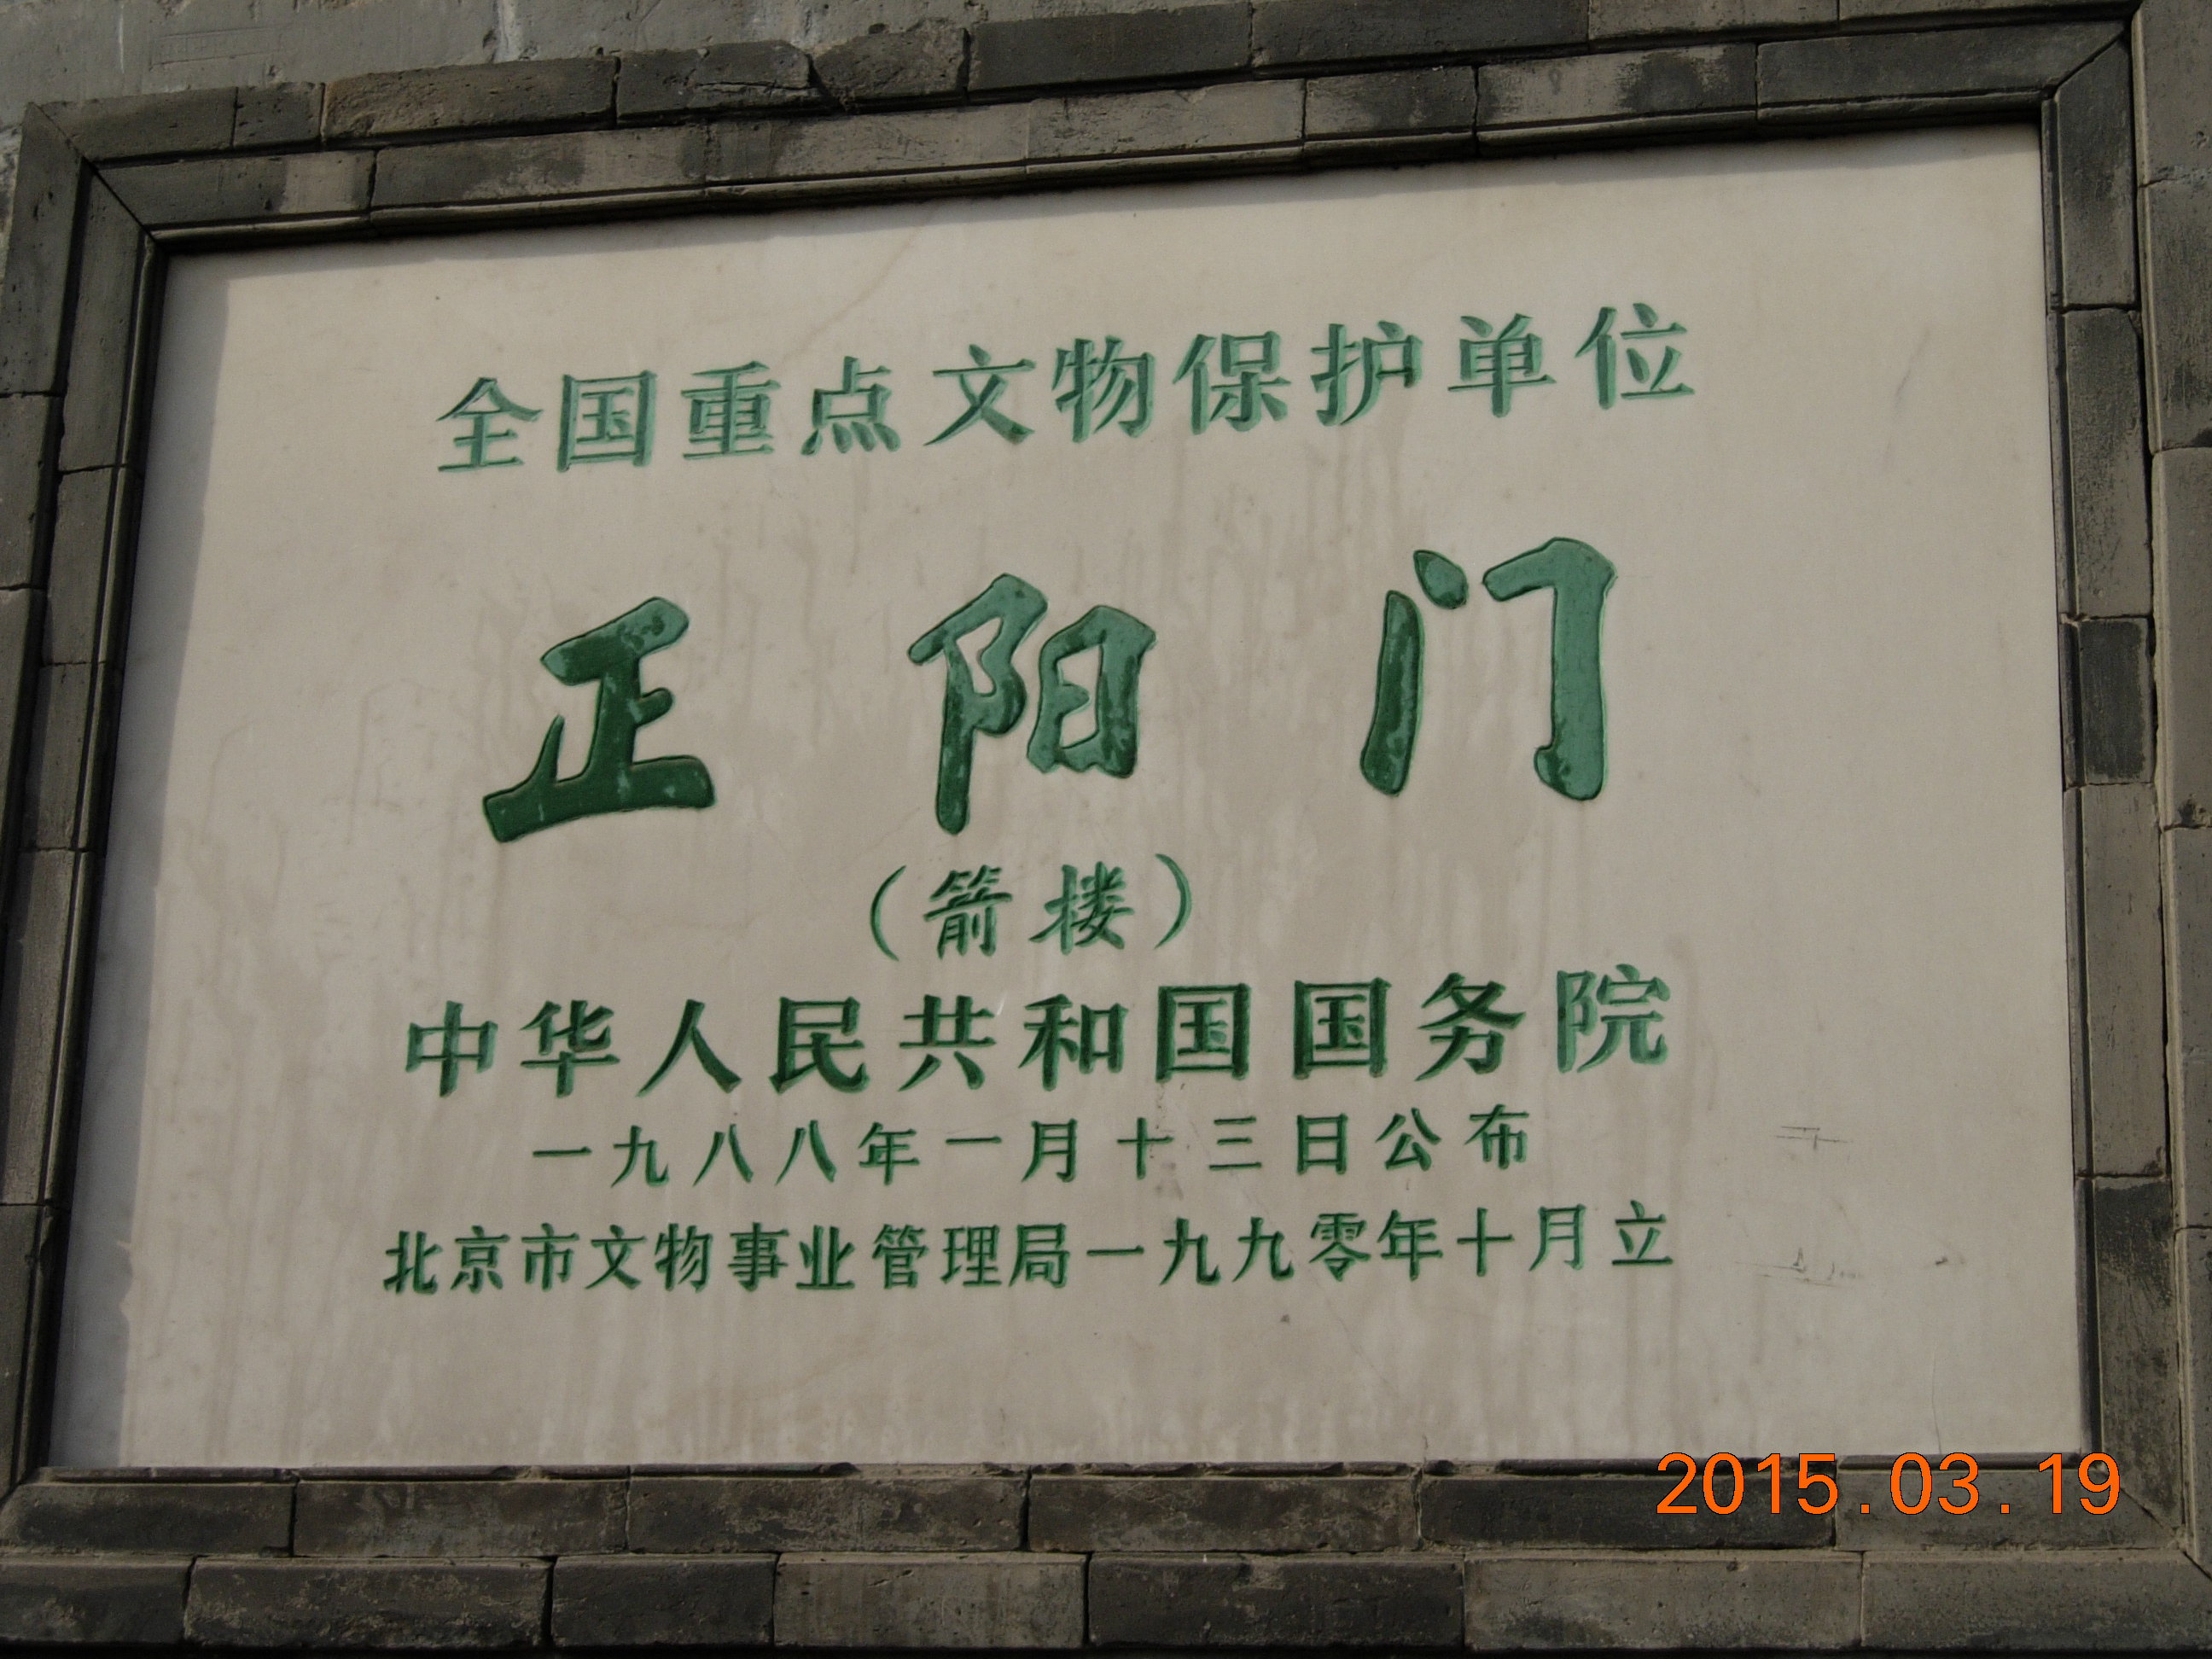 全国重点文物保护单位
正阳门
（箭楼）
中华人民共和国国务院
一九八八年一月十三日公布
北京市文物事业管理局一九九零年十月立
2015.03.19